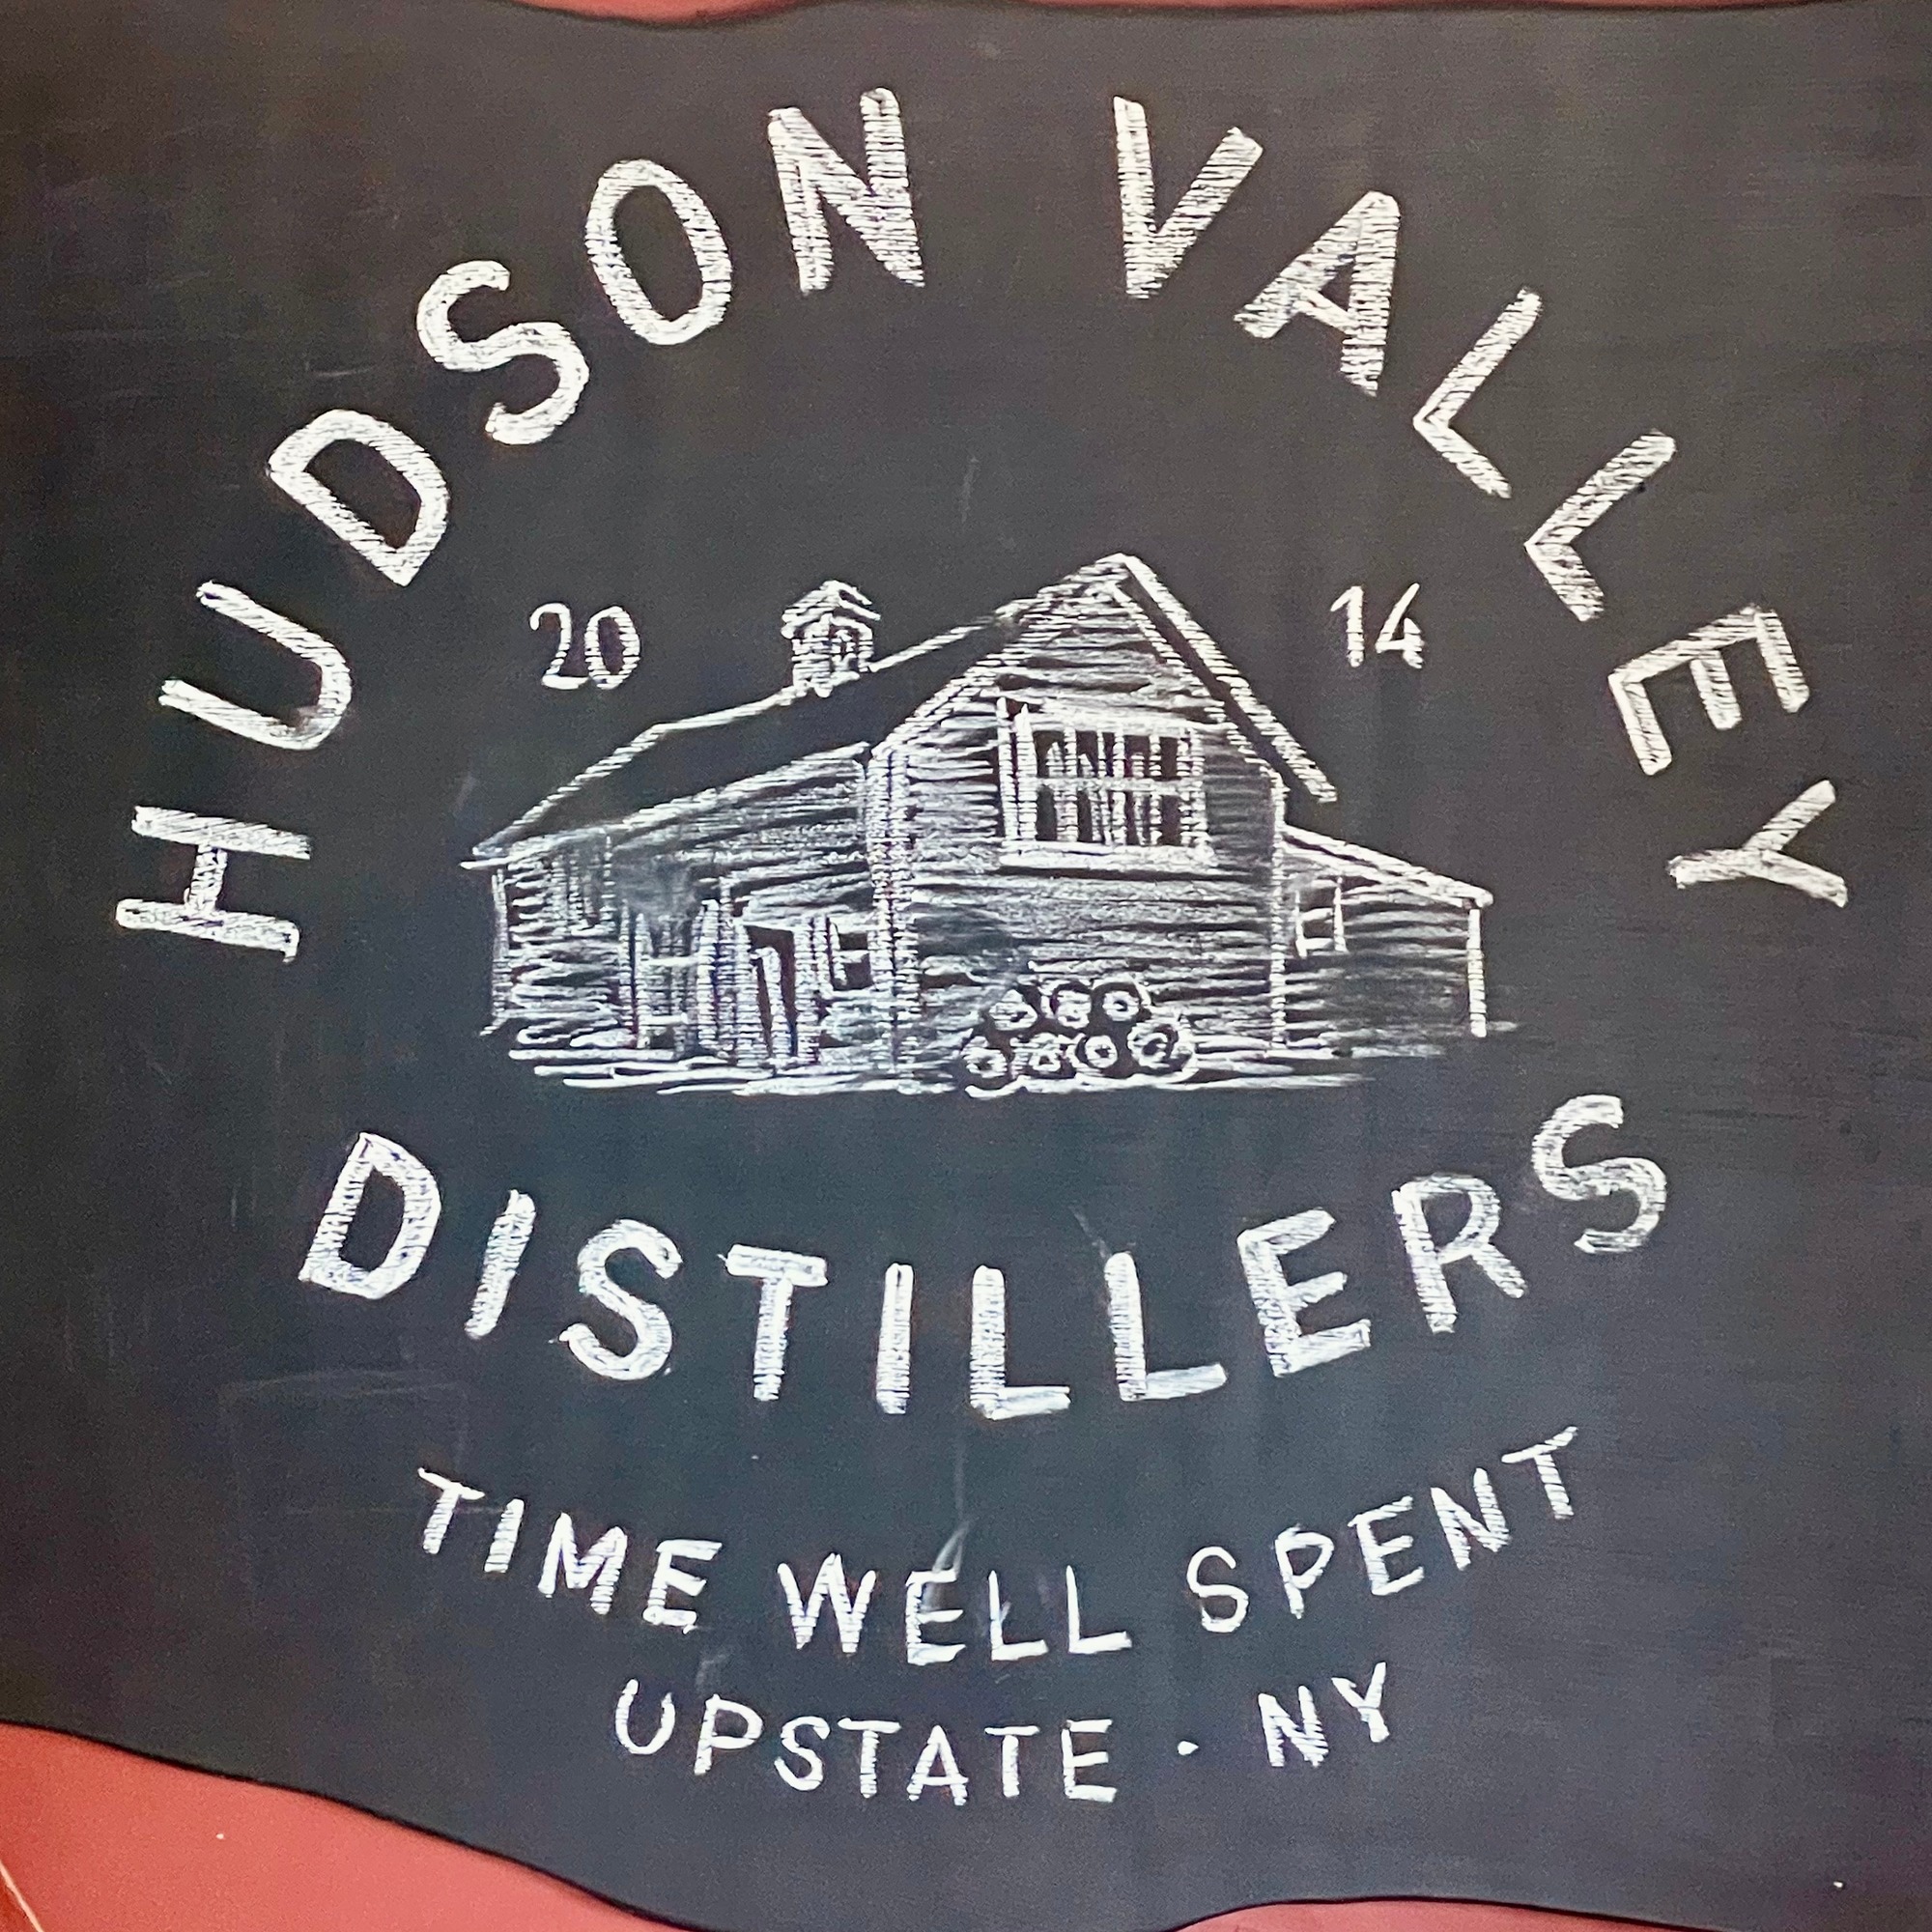 HUDSON VALLEY
20 14
DISTILLERS
TIME WELL SPENT
UPSTATE · NY